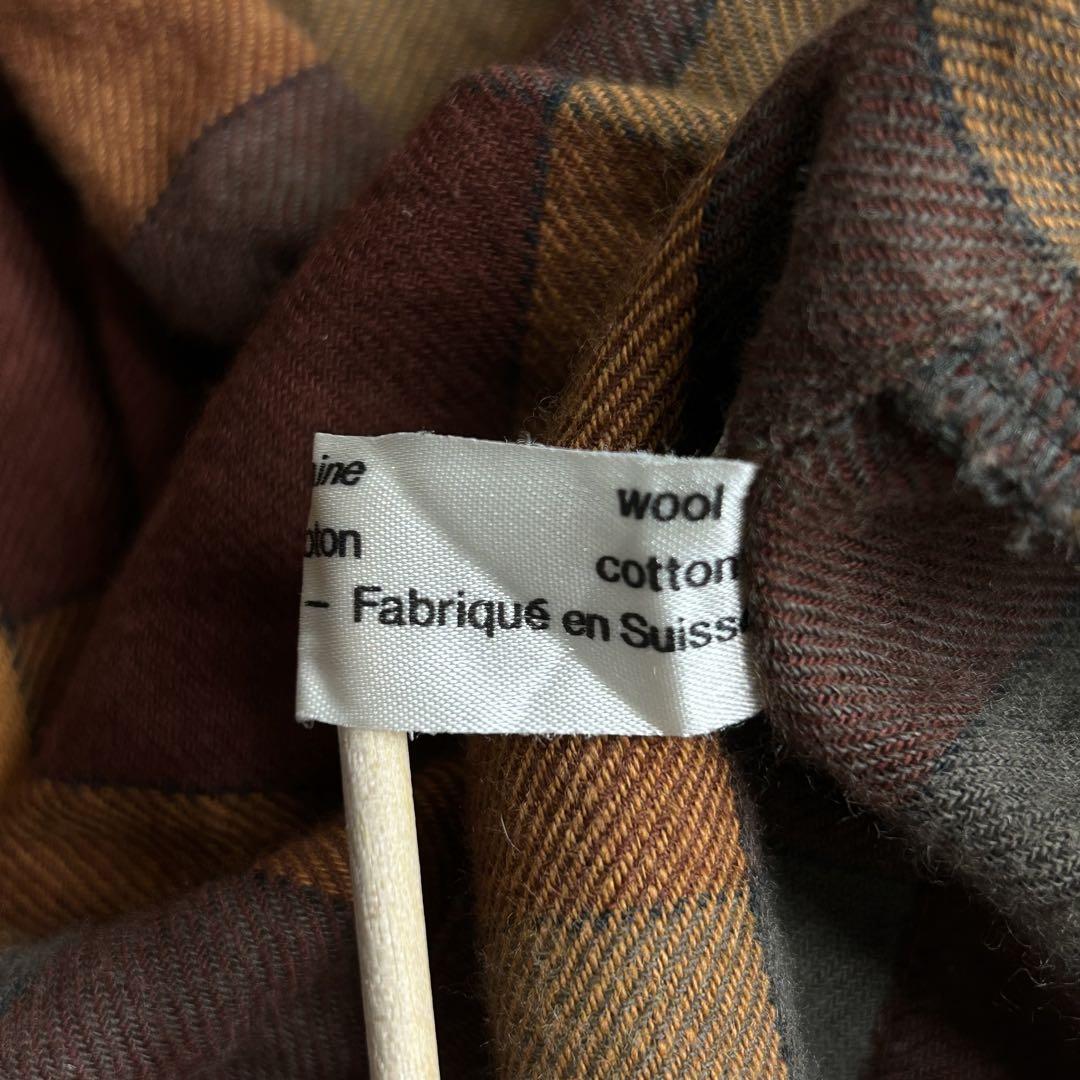 wool
cotton
– Fabriqué en Suisse